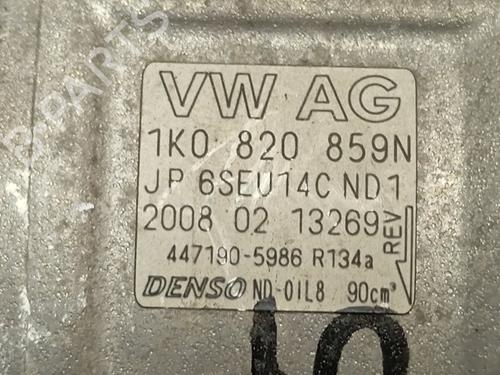 VW AG
1K0 820 859N
JP 6SEU14C ND1
2008 02 13269
REV
447190-5986 R134a
DENSO ND-OIL8 90cm³
PARTS